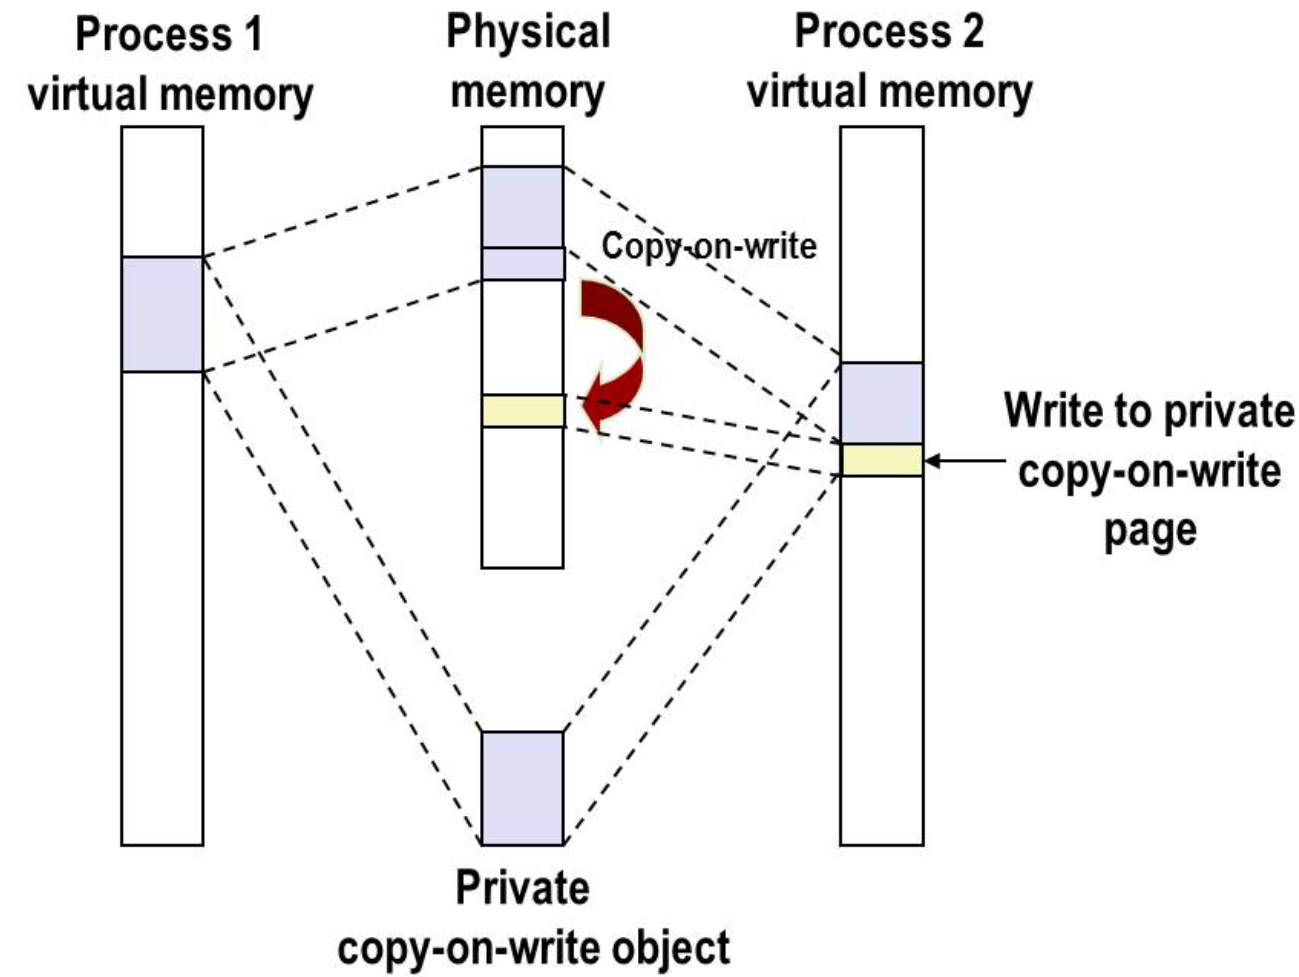 Process 1
virtual memory
Physical
memory
Process 2
virtual memory
Copy-on-write
Write to private
copy-on-write
page
Private
copy-on-write object